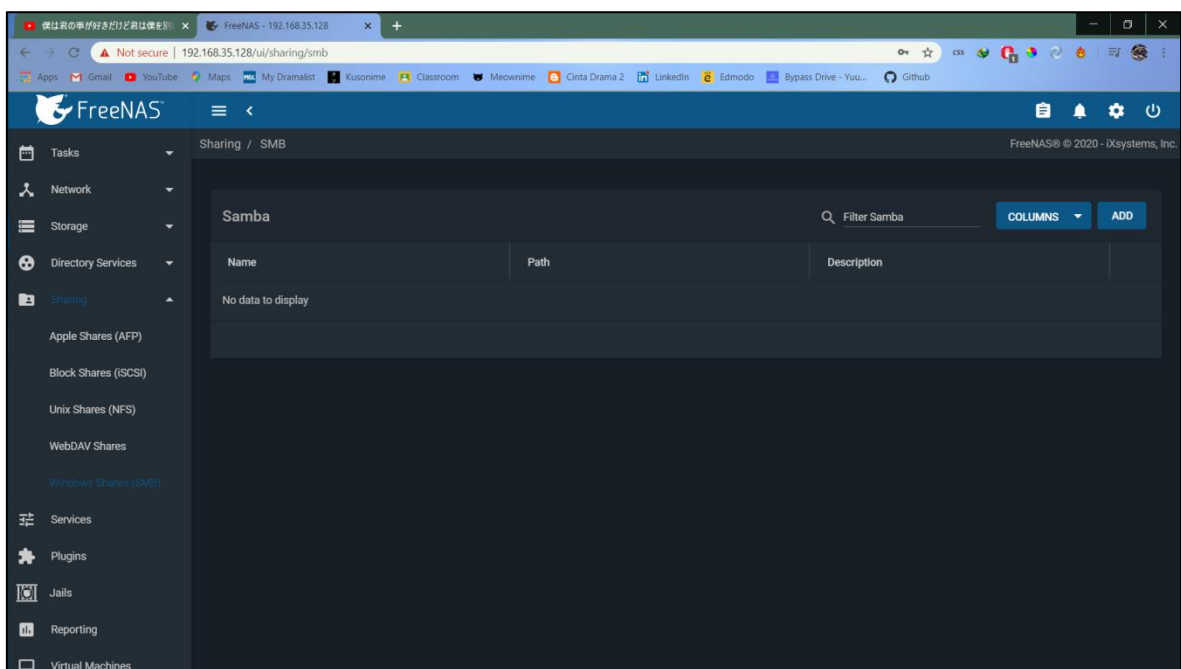 僕は君の事が好きだけど君は僕を別
FreeNAS - 192.168.35.128
Not secure | 192.168.35.128/ui/sharing/smb
Apps Gmail YouTube Maps My Dramalist Kusonime Classroom Meownime Cinta Drama 2 LinkedIn Edmodo Bypass Drive - Yuu... Github
FreeNAS
Sharing / SMB
FreeNAS® © 2020 - iXsystems, Inc.
Tasks
Network
Storage
Directory Services
Sharing
Apple Shares (AFP)
Block Shares (iSCSI)
Unix Shares (NFS)
WebDAV Shares
Windows Shares (SMB)
Services
Plugins
Jails
Reporting
Virtual Machines
Samba
Filter Samba
COLUMNS
ADD
Name Path Description
No data to display